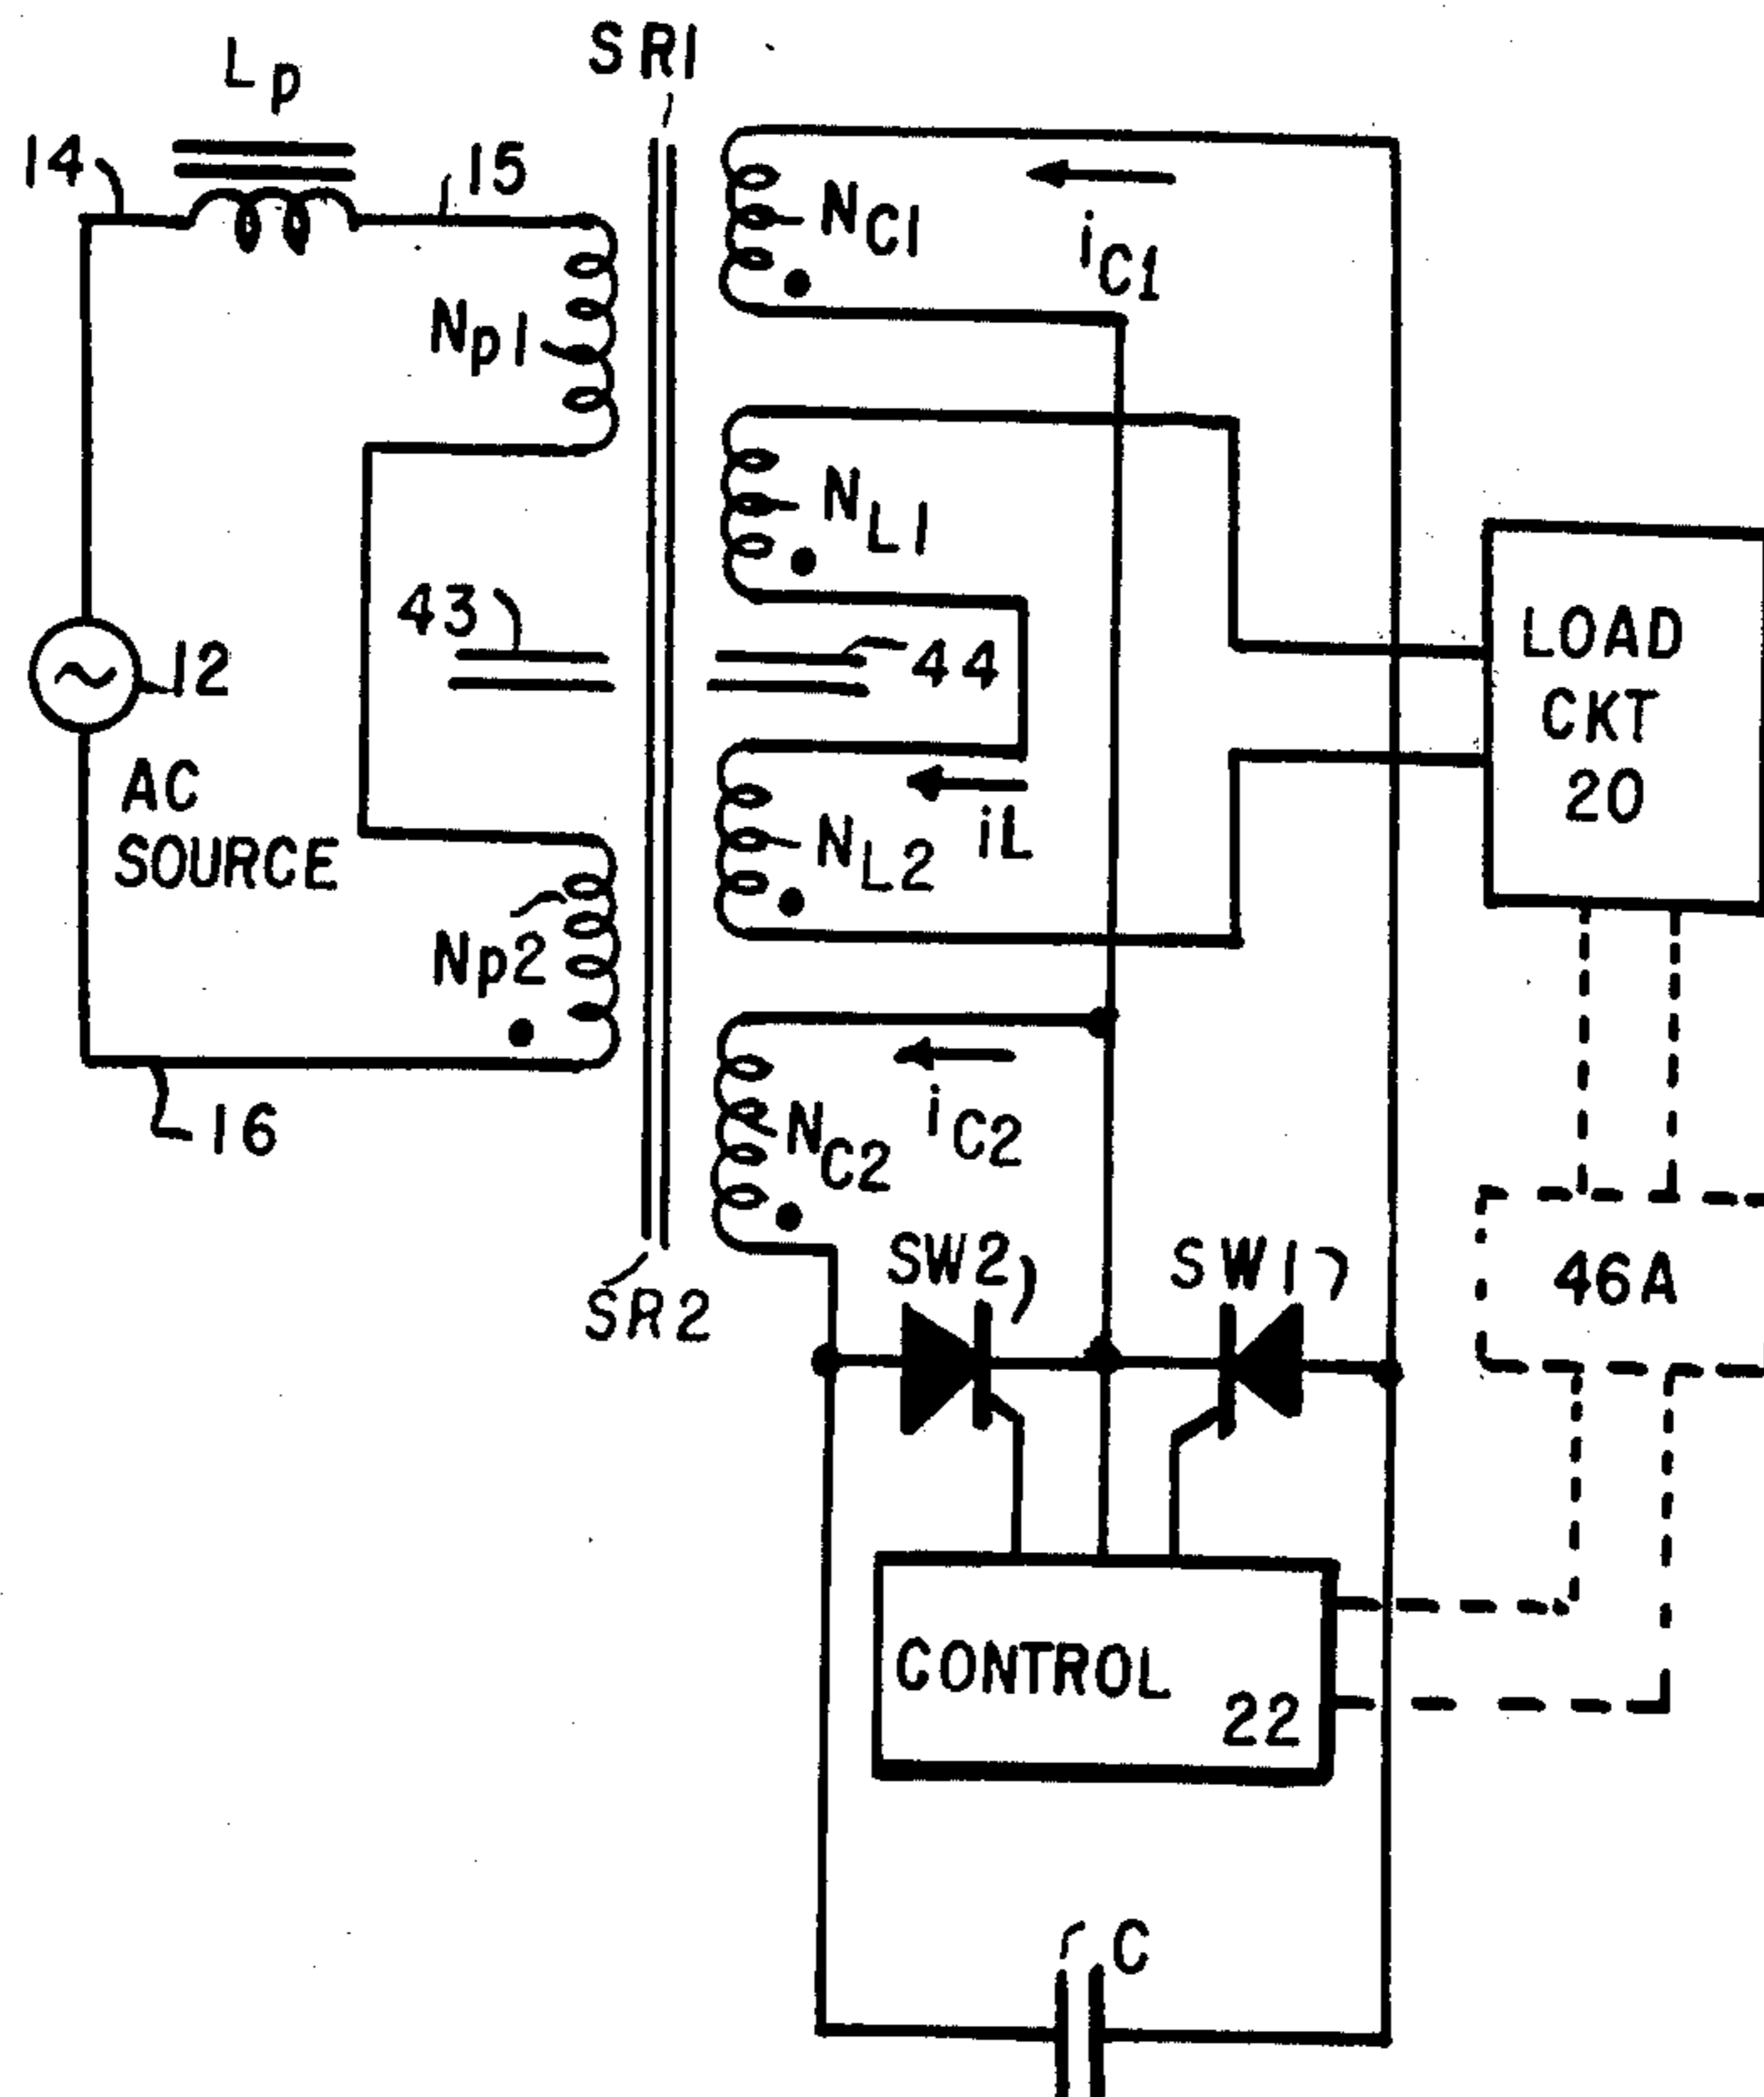 SR1
Lp
14
15
NC1
iC1
Np1
NL1
43
44
LOAD
CKT
20
12
AC
SOURCE
NL2
iL
Np2
16
NC2
iC2
SW2
SW1
46A
SR2
CONTROL
22
C